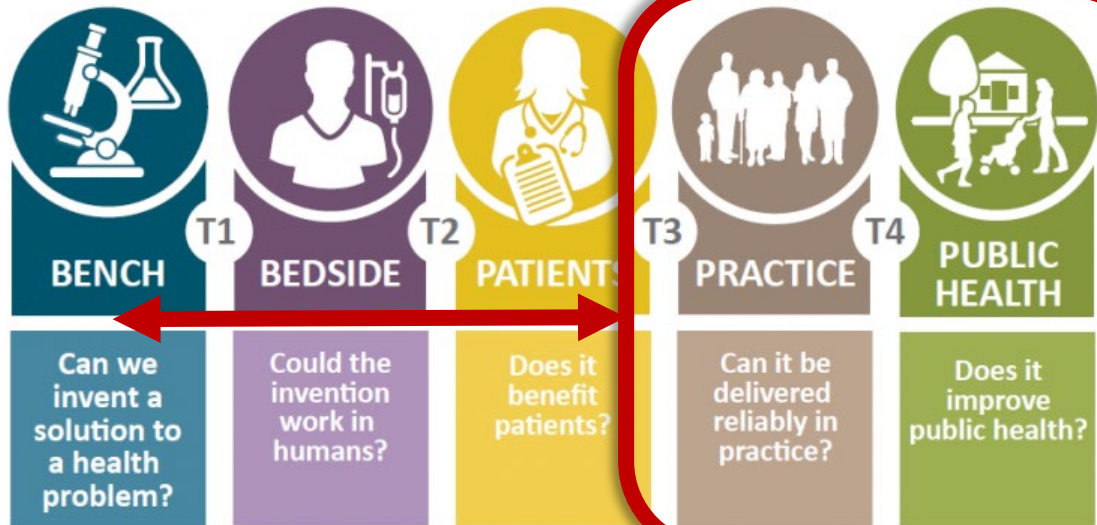 T1
T2
T3
T4
BENCH
BEDSIDE
PATIENTS
PRACTICE
PUBLIC
HEALTH
Can we
invent a
solution to
a health
problem?
Could the
invention
work in
humans?
Does it
benefit
patients?
Can it be
delivered
reliably in
practice?
Does it
improve
public health?